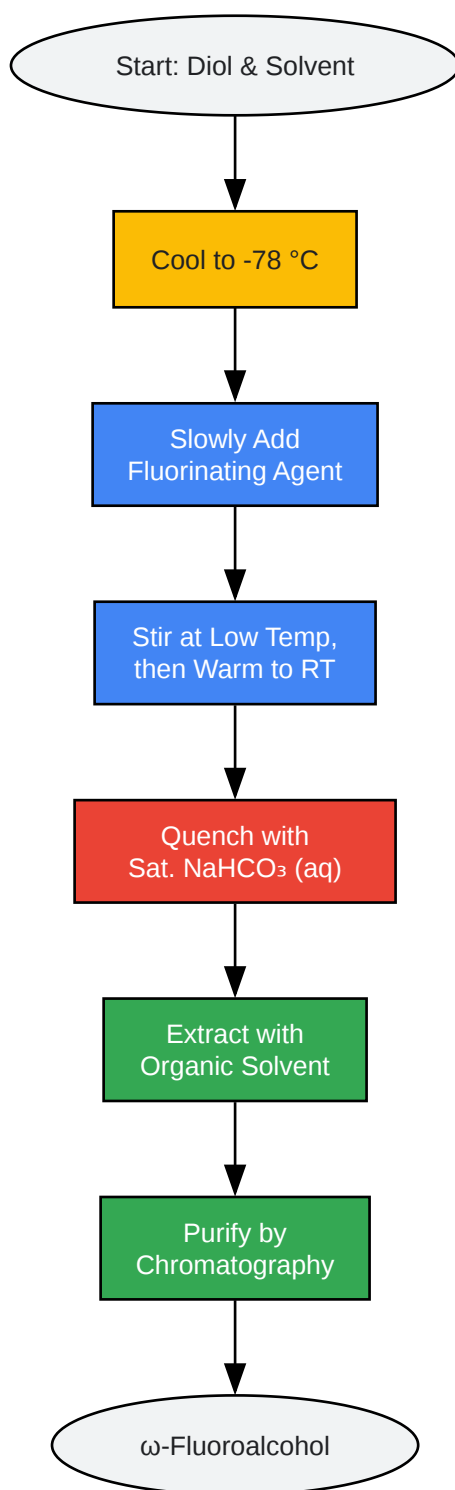 Start: Diol & Solvent
Cool to -78 °C
Slowly Add
Fluorinating Agent
Stir at Low Temp,
then Warm to RT
Quench with
Sat. NaHCO₃ (aq)
Extract with
Organic Solvent
Purify by
Chromatography
ω-Fluoroalcohol